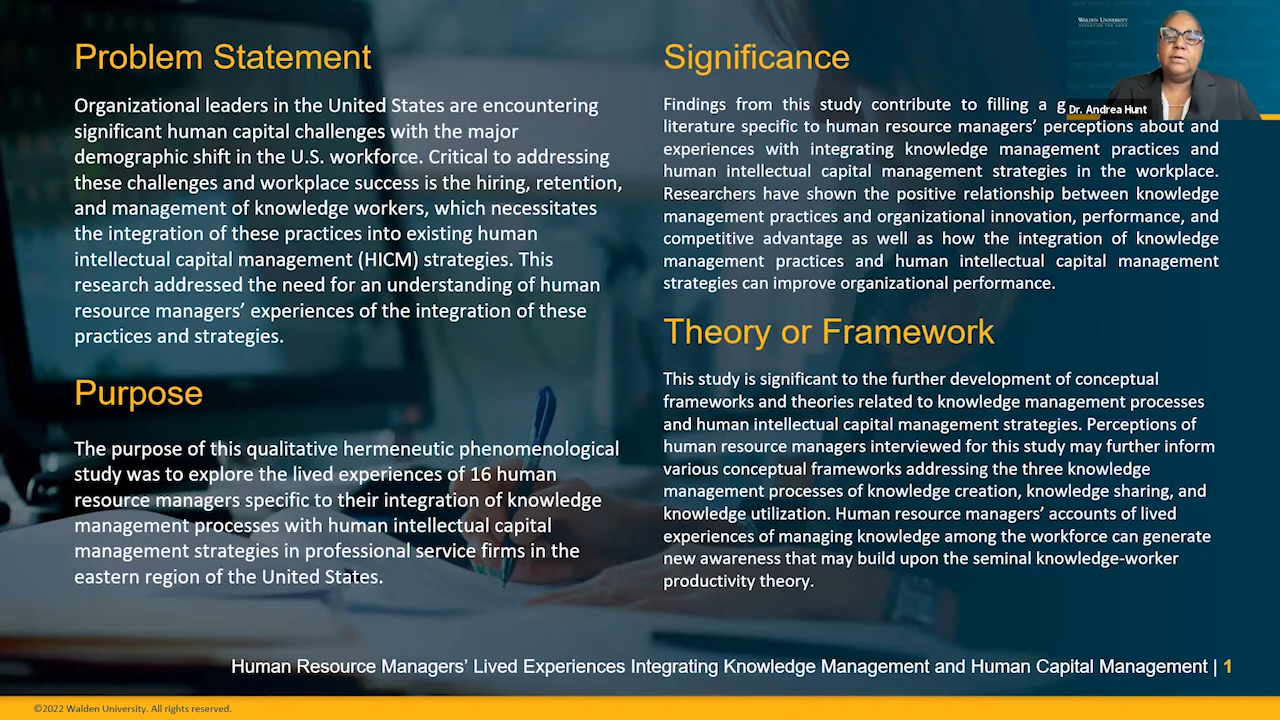 Problem Statement
Organizational leaders in the United States are encountering
significant human capital challenges with the major
demographic shift in the U.S. workforce. Critical to addressing
these challenges and workplace success is the hiring, retention,
and management of knowledge workers, which necessitates
the integration of these practices into existing human
intellectual capital management (HICM) strategies. This
research addressed the need for an understanding of human
resource managers’ experiences of the integration of these
practices and strategies.
Purpose
The purpose of this qualitative hermeneutic phenomenological
study was to explore the lived experiences of 16 human
resource managers specific to their integration of knowledge
management processes with human intellectual capital
management strategies in professional service firms in the
eastern region of the United States.
Significance
Findings from this study contribute to filling a g
literature specific to human resource managers’ perceptions about and
experiences with integrating knowledge management practices and
human intellectual capital management strategies in the workplace.
Researchers have shown the positive relationship between knowledge
management practices and organizational innovation, performance, and
competitive advantage as well as how the integration of knowledge
management practices and human intellectual capital management
strategies can improve organizational performance.
Theory or Framework
This study is significant to the further development of conceptual
frameworks and theories related to knowledge management processes
and human intellectual capital management strategies. Perceptions of
human resource managers interviewed for this study may further inform
various conceptual frameworks addressing the three knowledge
management processes of knowledge creation, knowledge sharing, and
knowledge utilization. Human resource managers’ accounts of lived
experiences of managing knowledge among the workforce can generate
new awareness that may build upon the seminal knowledge-worker
productivity theory.
WALDEN UNIVERSITY
Dr. Andrea Hunt
Human Resource Managers’ Lived Experiences Integrating Knowledge Management and Human Capital Management | 1
©2022 Walden University. All rights reserved.